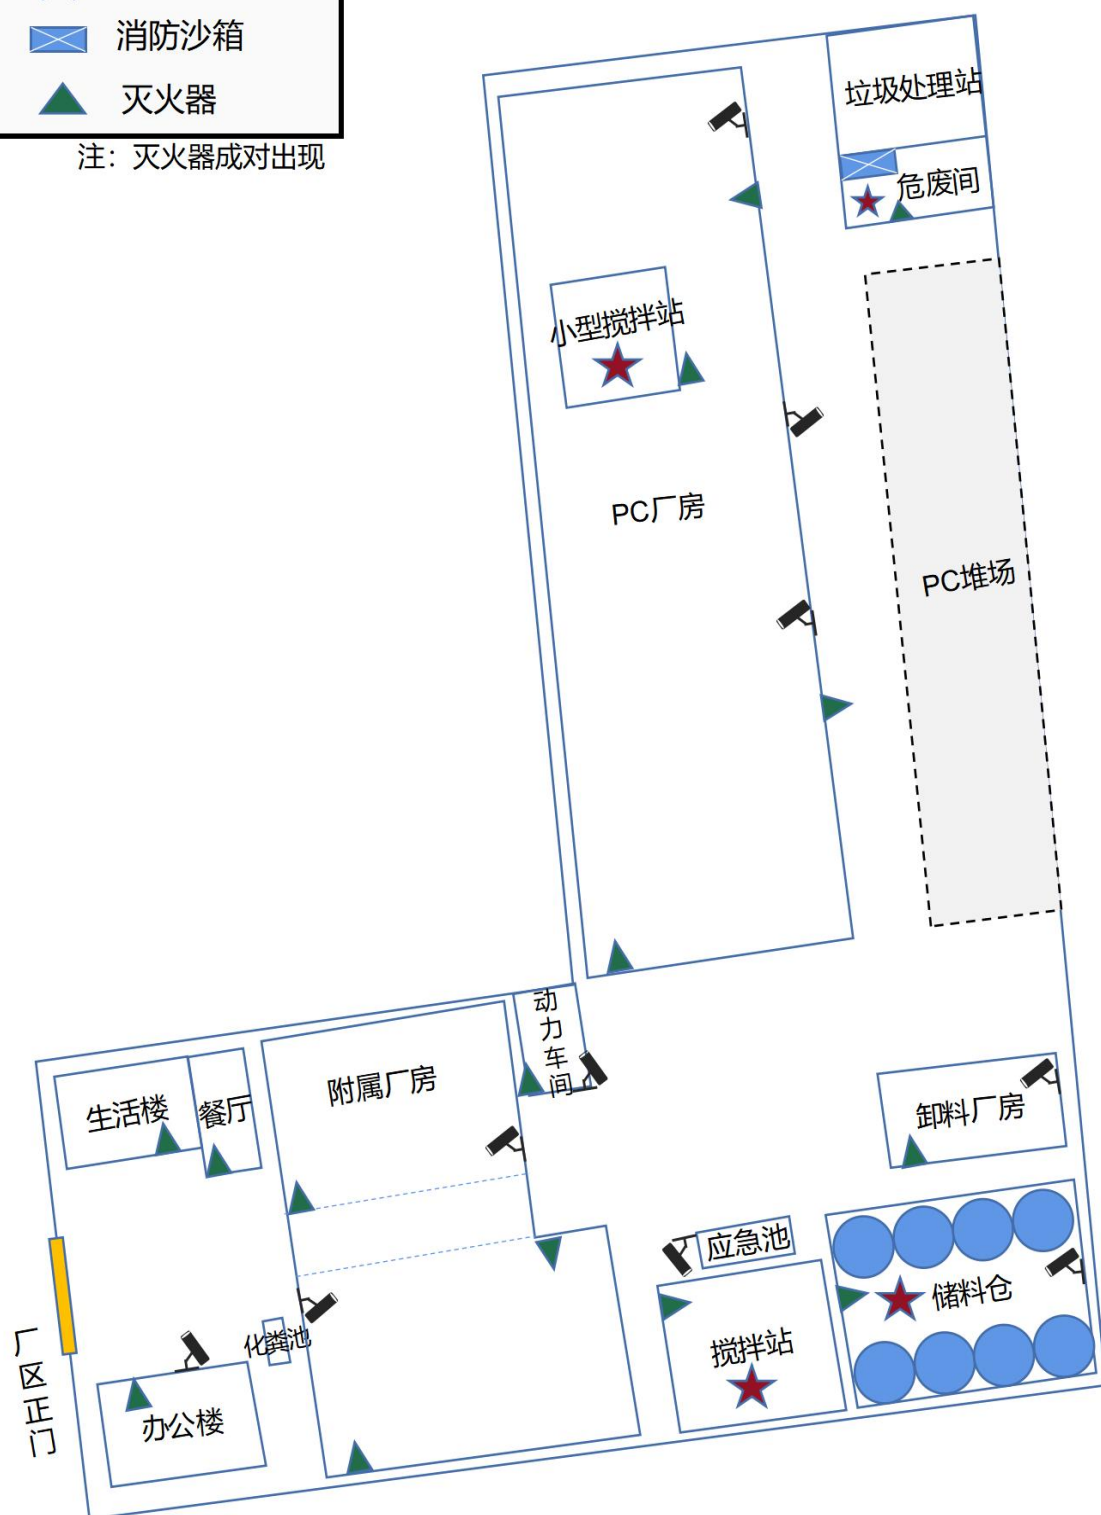 消防沙箱
灭火器
注：灭火器成对出现
垃圾处理站
危废间
小型搅拌站
PC厂房
PC堆场
动力车间
附属厂房
生活楼
餐厅
卸料厂房
应急池
储料仓
搅拌站
化粪池
厂区正门
办公楼